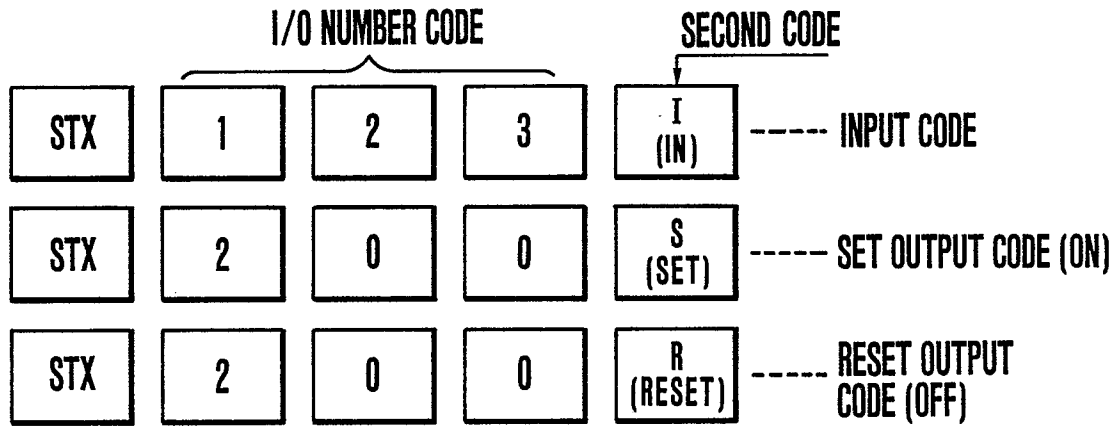 I/O NUMBER CODE SECOND CODE
STX 1 2 3 I (IN) INPUT CODE
STX 2 0 0 S (SET) SET OUTPUT CODE (ON)
STX 2 0 0 R (RESET) RESET OUTPUT CODE (OFF)